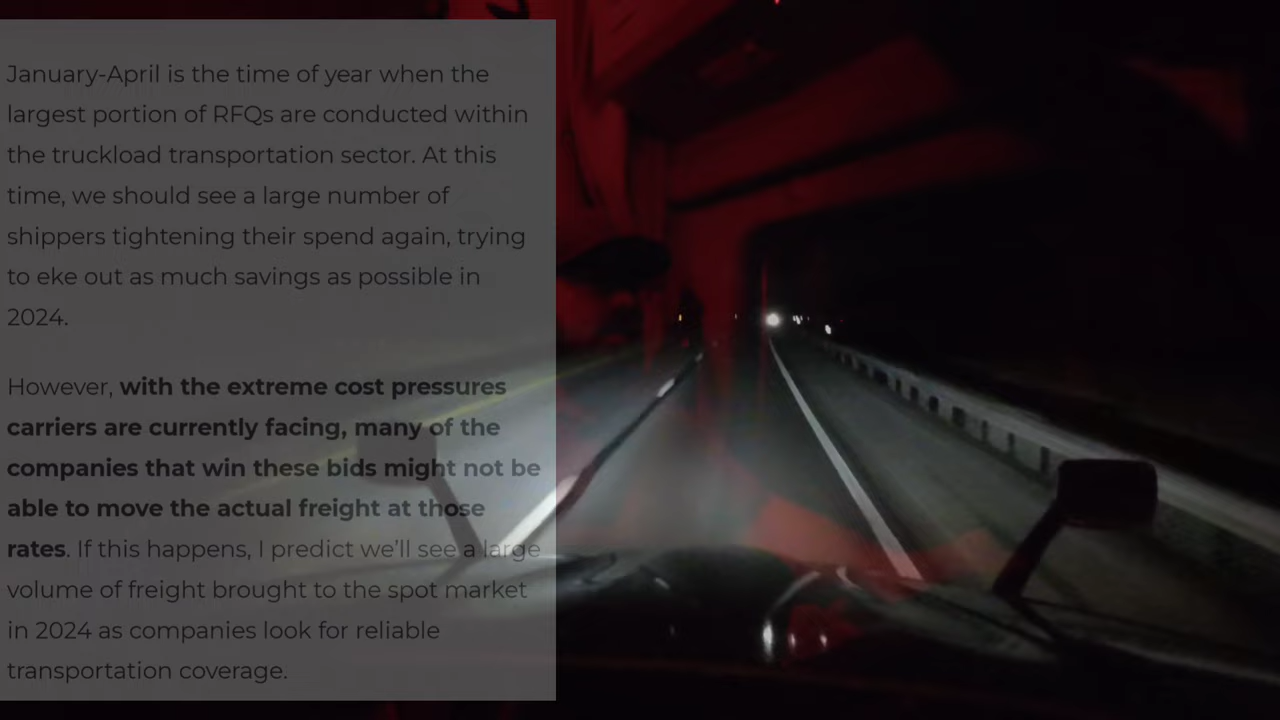 January-April is the time of year when the
largest portion of RFQs are conducted within
the truckload transportation sector. At this
time, we should see a large number of
shippers tightening their spend again, trying
to eke out as much savings as possible in
2024.
However, with the extreme cost pressures
carriers are currently facing, many of the
companies that win these bids might not be
able to move the actual freight at those
rates. If this happens, I predict we’ll see a large
volume of freight brought to the spot market
in 2024 as companies look for reliable
transportation coverage.